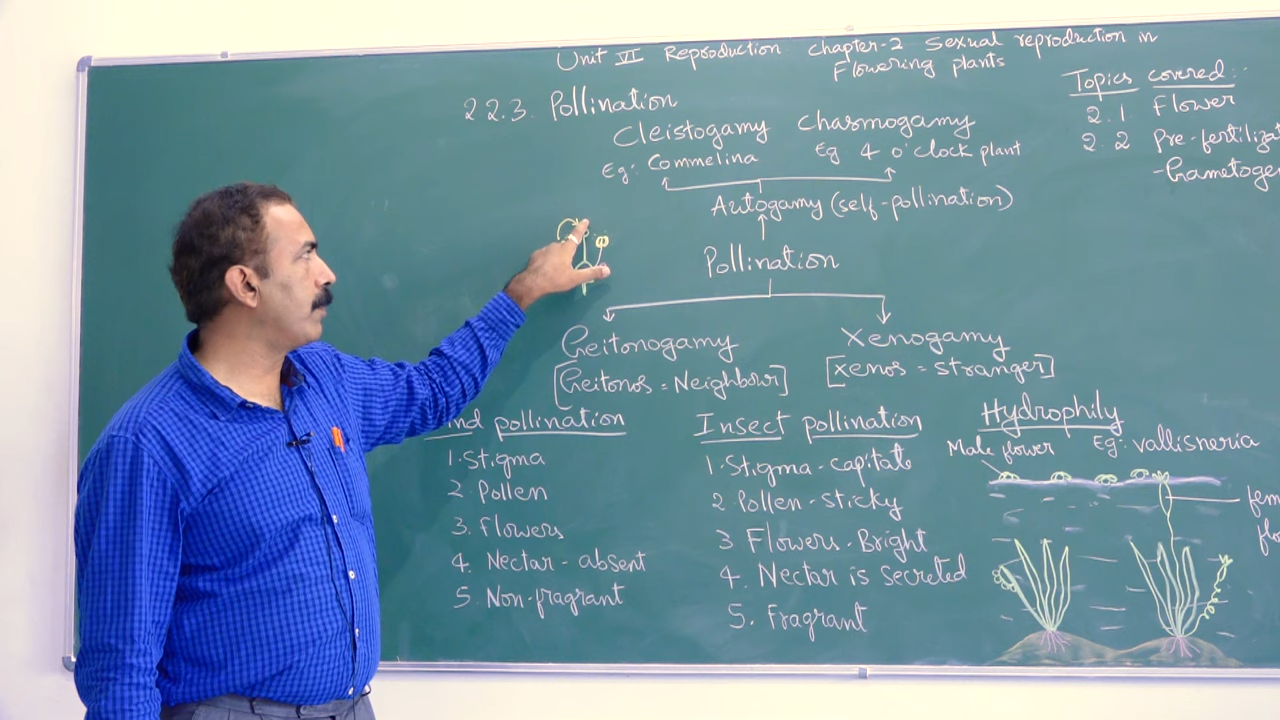 Unit VI Reproduction Chapter-2 Sexual reproduction in
Flowering plants
2.2.3. Pollination
Cleistogamy Chasmogamy
Eg: Commelina Eg 4 o'clock plant
Autogamy (self-pollination)
Pollination
Geitonogamy Xenogamy
[Geitonos = Neighbour] [Xenos = stranger]
Topics covered:-
2.1 Flower
2.2 Pre-fertiliza
-Gametoge
nd pollination
1. Stigma
2. Pollen
3. Flowers
4. Nectar - absent
5. Non-fragrant
Insect pollination
1. Stigma - capitate
2 Pollen - sticky
3 Flowers - Bright
4. Nectar is secreted
5. Fragrant
Hydrophily
Male flower Eg: vallisneria
fem
flo